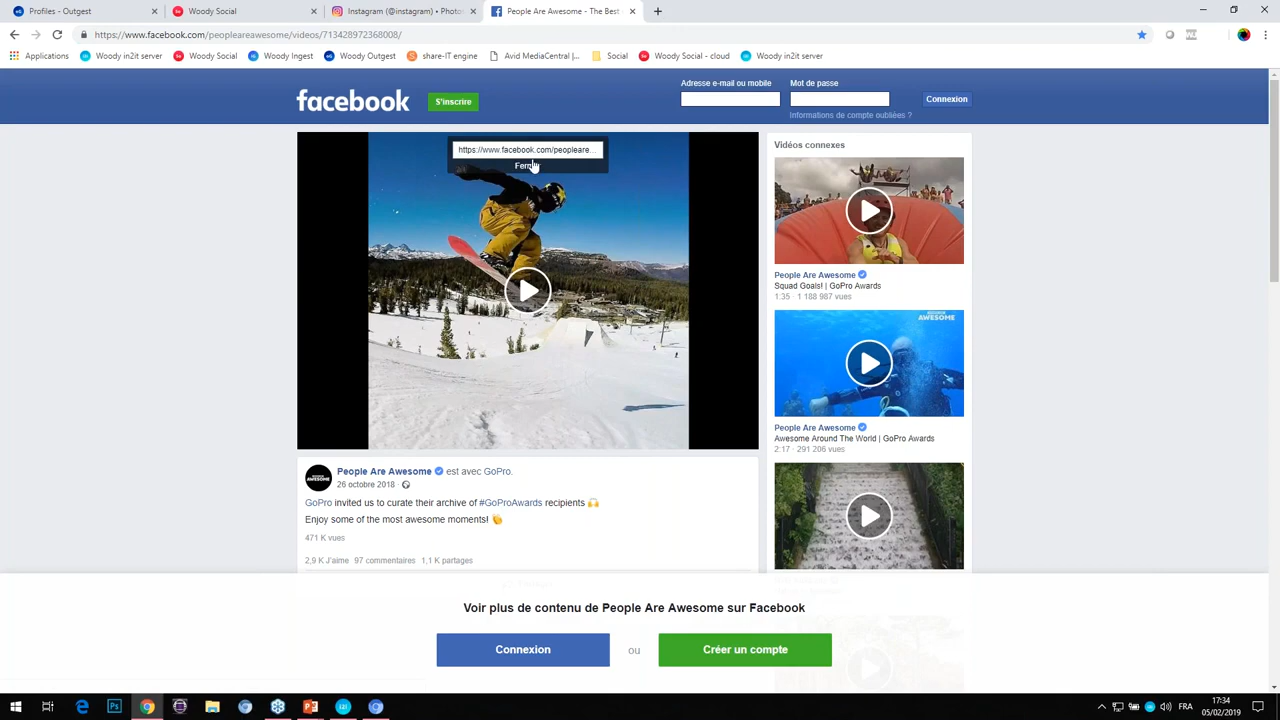 Profiles - Outgest
Woody Social
Instagram (@instagram) • Photos
People Are Awesome - The Best
https://www.facebook.com/peopleareawesome/videos/713428972368008/
Applications
Woody in2it server
Woody Social
Woody Ingest
Woody Outgest
share-IT engine
Avid MediaCentral |...
Social
Woody Social - cloud
Woody in2it server
facebook
S'inscrire
Adresse e-mail ou mobile
Mot de passe
Connexion
Informations de compte oubliées ?
https://www.facebook.com/peopleare...
Vidéos connexes
People Are Awesome
Squad Goals! | GoPro Awards
1:35 · 1 188 987 vues
AWESOME
People Are Awesome
Awesome Around The World | GoPro Awards
2:17 · 291 206 vues
AWESOME
People Are Awesome est avec GoPro.
26 octobre 2018 ·
GoPro invited us to curate their archive of #GoProAwards recipients 🙌
Enjoy some of the most awesome moments! 👏
471 K vues
2,9 K J'aime 97 commentaires 1,1 K partages
Voir plus de contenu de People Are Awesome sur Facebook
Connexion
ou
Créer un compte
FRA
17:34
05/02/2019